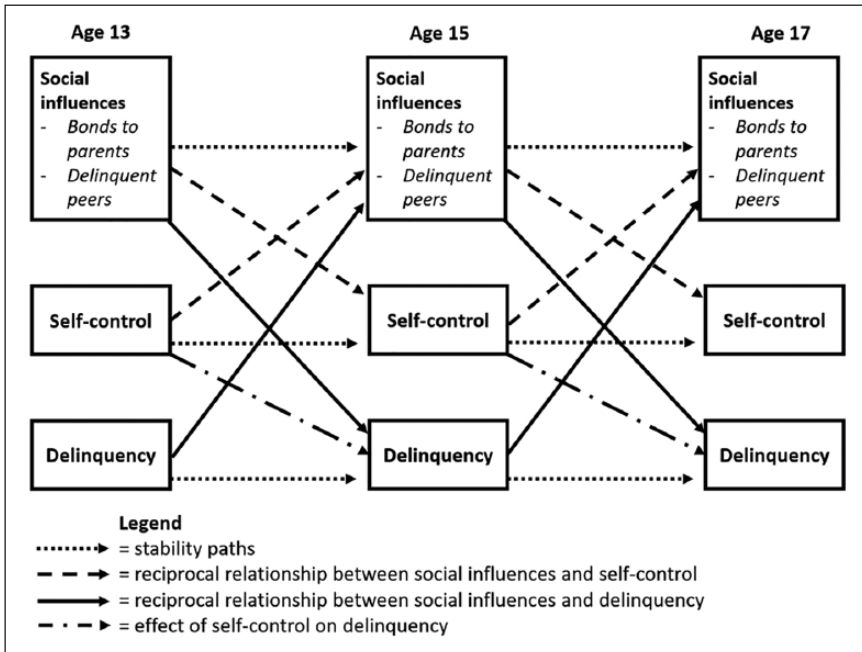 Age 13
Age 15
Age 17
Social
influences
- Bonds to
parents
- Delinquent
peers
Social
influences
- Bonds to
parents
- Delinquent
peers
Social
influences
- Bonds to
parents
- Delinquent
peers
Self-control
Self-control
Self-control
Delinquency
Delinquency
Delinquency
Legend
= stability paths
= reciprocal relationship between social influences and self-control
= reciprocal relationship between social influences and delinquency
= effect of self-control on delinquency